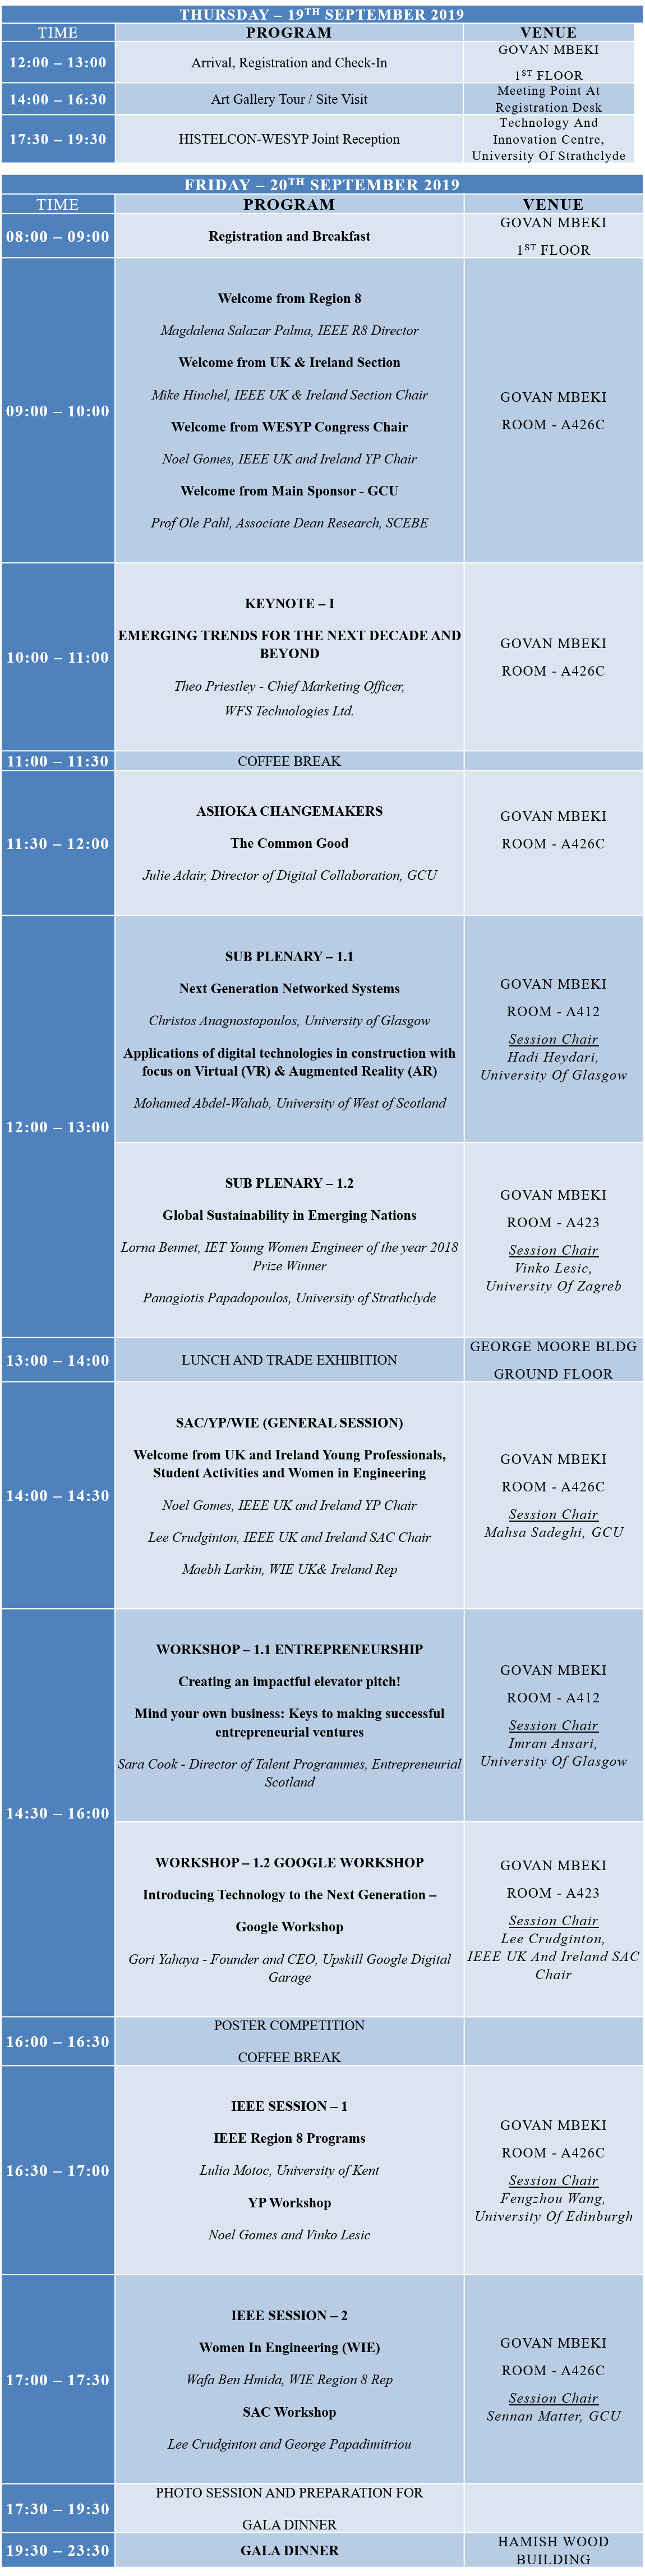 THURSDAY – 19TH SEPTEMBER 2019
TIME PROGRAM VENUE
12:00 – 13:00
Arrival, Registration and Check-In
GOVAN MBEKI
1ST FLOOR
14:00 – 16:30
Art Gallery Tour / Site Visit
Meeting Point At
Registration Desk
17:30 – 19:30
HISTELCON-WESYP Joint Reception
Technology And
Innovation Centre,
University Of Strathclyde
FRIDAY – 20TH SEPTEMBER 2019
TIME PROGRAM VENUE
08:00 – 09:00
Registration and Breakfast
GOVAN MBEKI
1ST FLOOR
09:00 – 10:00
Welcome from Region 8
Magdalena Salazar Palma, IEEE R8 Director
Welcome from UK & Ireland Section
Mike Hinchel, IEEE UK & Ireland Section Chair
Welcome from WESYP Congress Chair
Noel Gomes, IEEE UK and Ireland YP Chair
Welcome from Main Sponsor - GCU
Prof Ole Pahl, Associate Dean Research, SCEBE
GOVAN MBEKI
ROOM - A426C
10:00 – 11:00
KEYNOTE – I
EMERGING TRENDS FOR THE NEXT DECADE AND
BEYOND
Theo Priestley - Chief Marketing Officer,
WFS Technologies Ltd.
GOVAN MBEKI
ROOM - A426C
11:00 – 11:30
COFFEE BREAK
11:30 – 12:00
ASHOKA CHANGEMAKERS
The Common Good
Julie Adair, Director of Digital Collaboration, GCU
GOVAN MBEKI
ROOM - A426C
12:00 – 13:00
SUB PLENARY – 1.1
Next Generation Networked Systems
Christos Anagnostopoulos, University of Glasgow
Applications of digital technologies in construction with
focus on Virtual (VR) & Augmented Reality (AR)
Mohamed Abdel-Wahab, University of West of Scotland
GOVAN MBEKI
ROOM - A412
Session Chair
Hadi Heydari,
University Of Glasgow
SUB PLENARY – 1.2
Global Sustainability in Emerging Nations
Lorna Bennet, IET Young Women Engineer of the year 2018
Prize Winner
Panagiotis Papadopoulos, University of Strathclyde
GOVAN MBEKI
ROOM - A423
Session Chair
Vinko Lesic,
University Of Zagreb
13:00 – 14:00
LUNCH AND TRADE EXHIBITION
GEORGE MOORE BLDG
GROUND FLOOR
14:00 – 14:30
SAC/YP/WIE (GENERAL SESSION)
Welcome from UK and Ireland Young Professionals,
Student Activities and Women in Engineering
Noel Gomes, IEEE UK and Ireland YP Chair
Lee Crudginton, IEEE UK and Ireland SAC Chair
Maebh Larkin, WIE UK& Ireland Rep
GOVAN MBEKI
ROOM - A426C
Session Chair
Mahsa Sadeghi, GCU
14:30 – 16:00
WORKSHOP – 1.1 ENTREPRENEURSHIP
Creating an impactful elevator pitch!
Mind your own business: Keys to making successful
entrepreneurial ventures
Sara Cook - Director of Talent Programmes, Entrepreneurial
Scotland
GOVAN MBEKI
ROOM - A412
Session Chair
Imran Ansari,
University Of Glasgow
WORKSHOP – 1.2 GOOGLE WORKSHOP
Introducing Technology to the Next Generation –
Google Workshop
Gori Yahaya - Founder and CEO, Upskill Google Digital
Garage
GOVAN MBEKI
ROOM - A423
Session Chair
Lee Crudginton,
IEEE UK And Ireland SAC
Chair
16:00 – 16:30
POSTER COMPETITION
COFFEE BREAK
16:30 – 17:00
IEEE SESSION – 1
IEEE Region 8 Programs
Lulia Motoc, University of Kent
YP Workshop
Noel Gomes and Vinko Lesic
GOVAN MBEKI
ROOM - A426C
Session Chair
Fengzhou Wang,
University Of Edinburgh
17:00 – 17:30
IEEE SESSION – 2
Women In Engineering (WIE)
Wafa Ben Hmida, WIE Region 8 Rep
SAC Workshop
Lee Crudginton and George Papadimitriou
GOVAN MBEKI
ROOM - A426C
Session Chair
Sennan Matter, GCU
17:30 – 19:30
PHOTO SESSION AND PREPARATION FOR
GALA DINNER
19:30 – 23:30
GALA DINNER
HAMISH WOOD
BUILDING